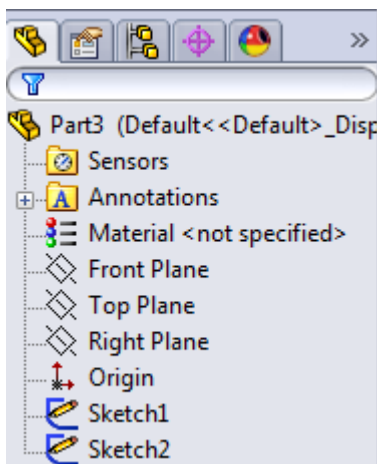 »
Part3 (Default<<Default>_Disp
Sensors
A Annotations
Material <not specified>
Front Plane
Top Plane
Right Plane
Origin
Sketch1
Sketch2